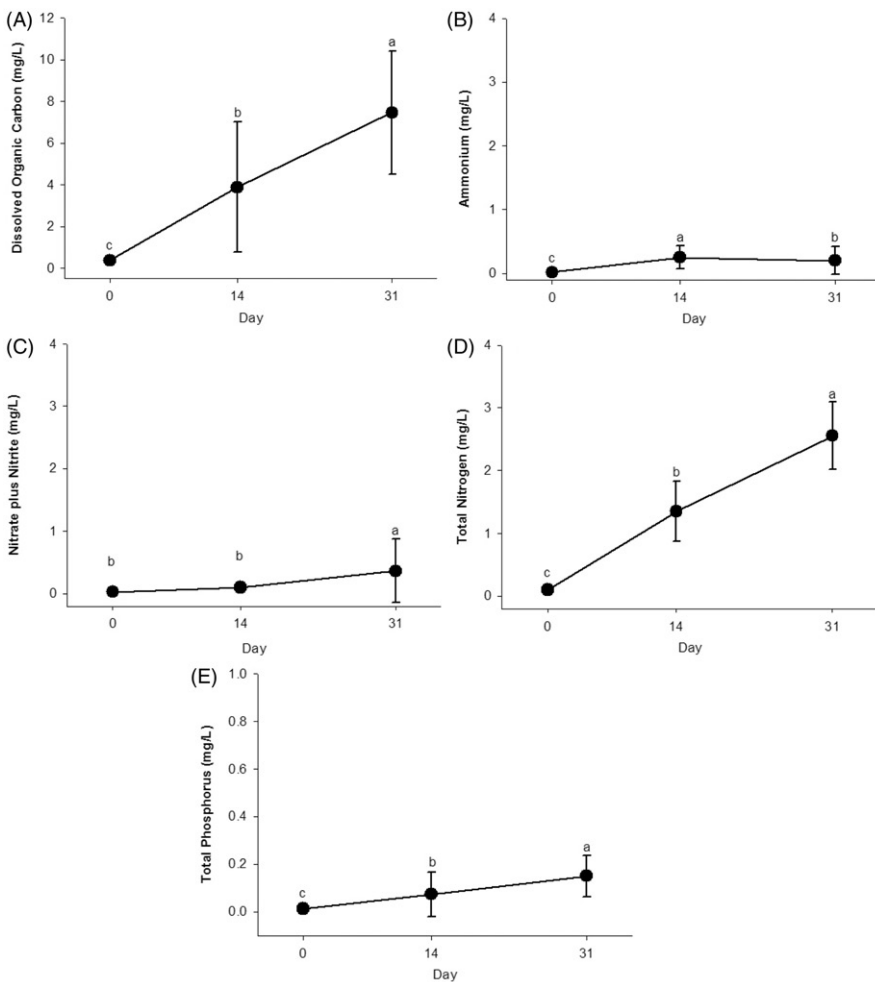 (A)
Dissolved Organic Carbon (mg/L)
12
10
8
6
4
2
0
c
b
a
0 14 31
Day
(B)
Ammonium (mg/L)
4
3
2
1
0
c
a
b
0 14 31
Day
(C)
Nitrate plus Nitrite (mg/L)
4
3
2
1
0
b
b
a
0 14 31
Day
(D)
Total Nitrogen (mg/L)
4
3
2
1
0
c
b
a
0 14 31
Day
(E)
Total Phosphorus (mg/L)
1.0
0.8
0.6
0.4
0.2
0.0
c
b
a
0 14 31
Day